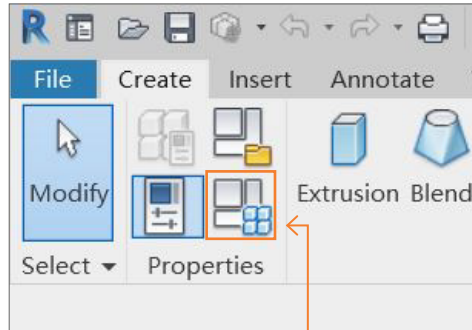 File Create Insert Annotate
Modify
Extrusion Blend
Select Properties